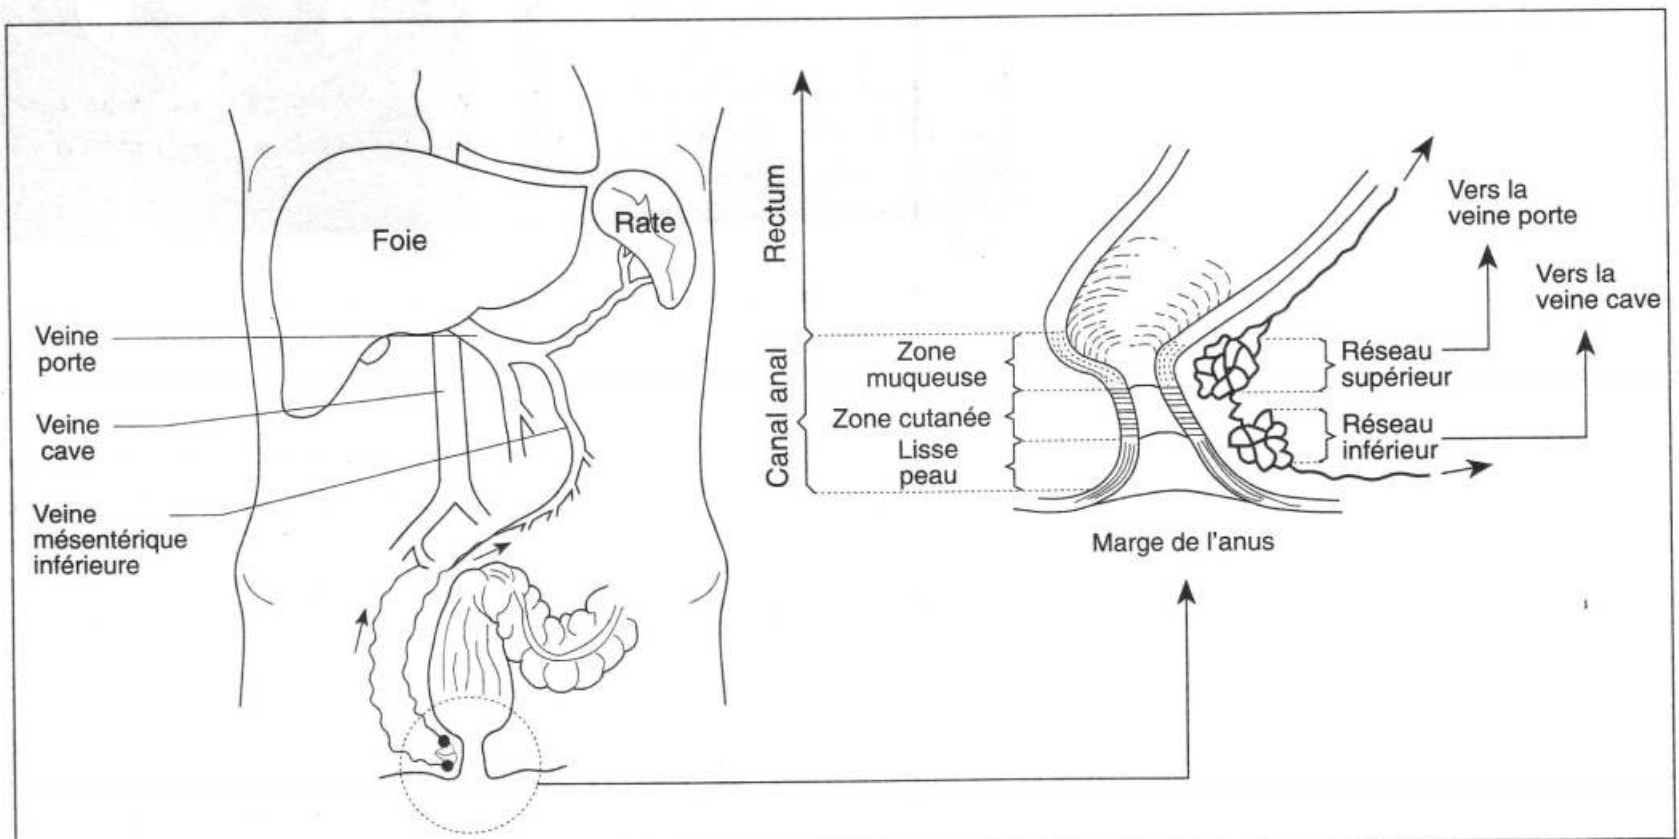 Foie
Rate
Veine
porte
Veine
cave
Veine
mésentérique
inférieure
Rectum
Canal anal
Zone
muqueuse
Zone cutanée
Lisse
peau
Réseau
supérieur
Réseau
inférieur
Vers la
veine porte
Vers la
veine cave
Marge de l'anus